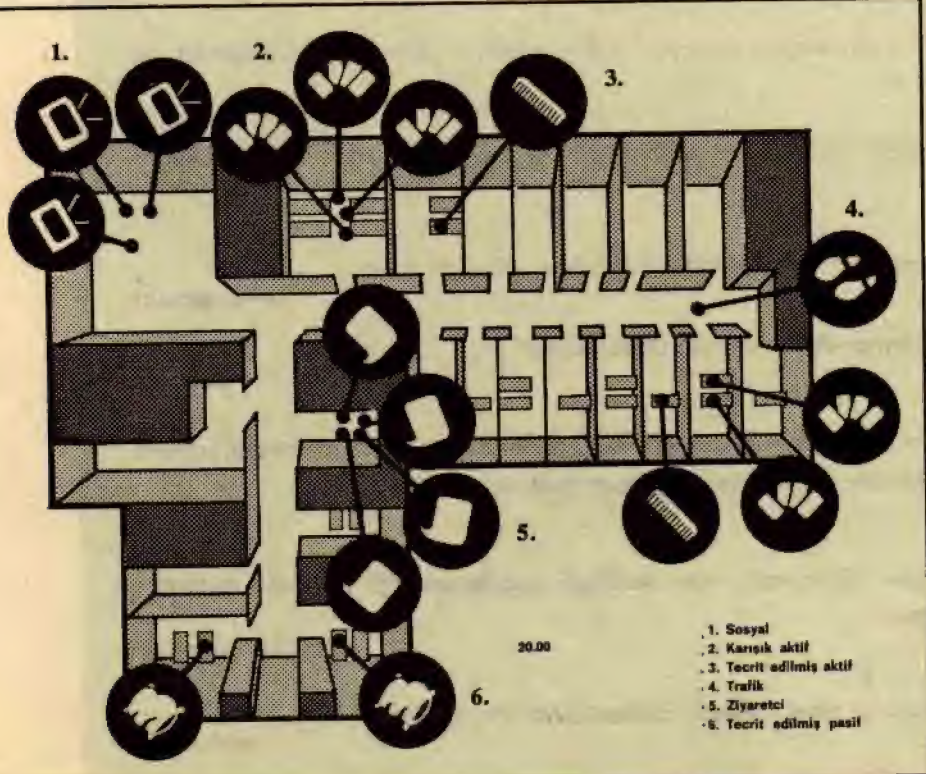 1.
2.
3.
4.
5.
6.
20.00
1. Sosyal
2. Karışık aktif
3. Tecrit edilmiş aktif
4. Trafik
5. Ziyaretci
6. Tecrit edilmiş pasif